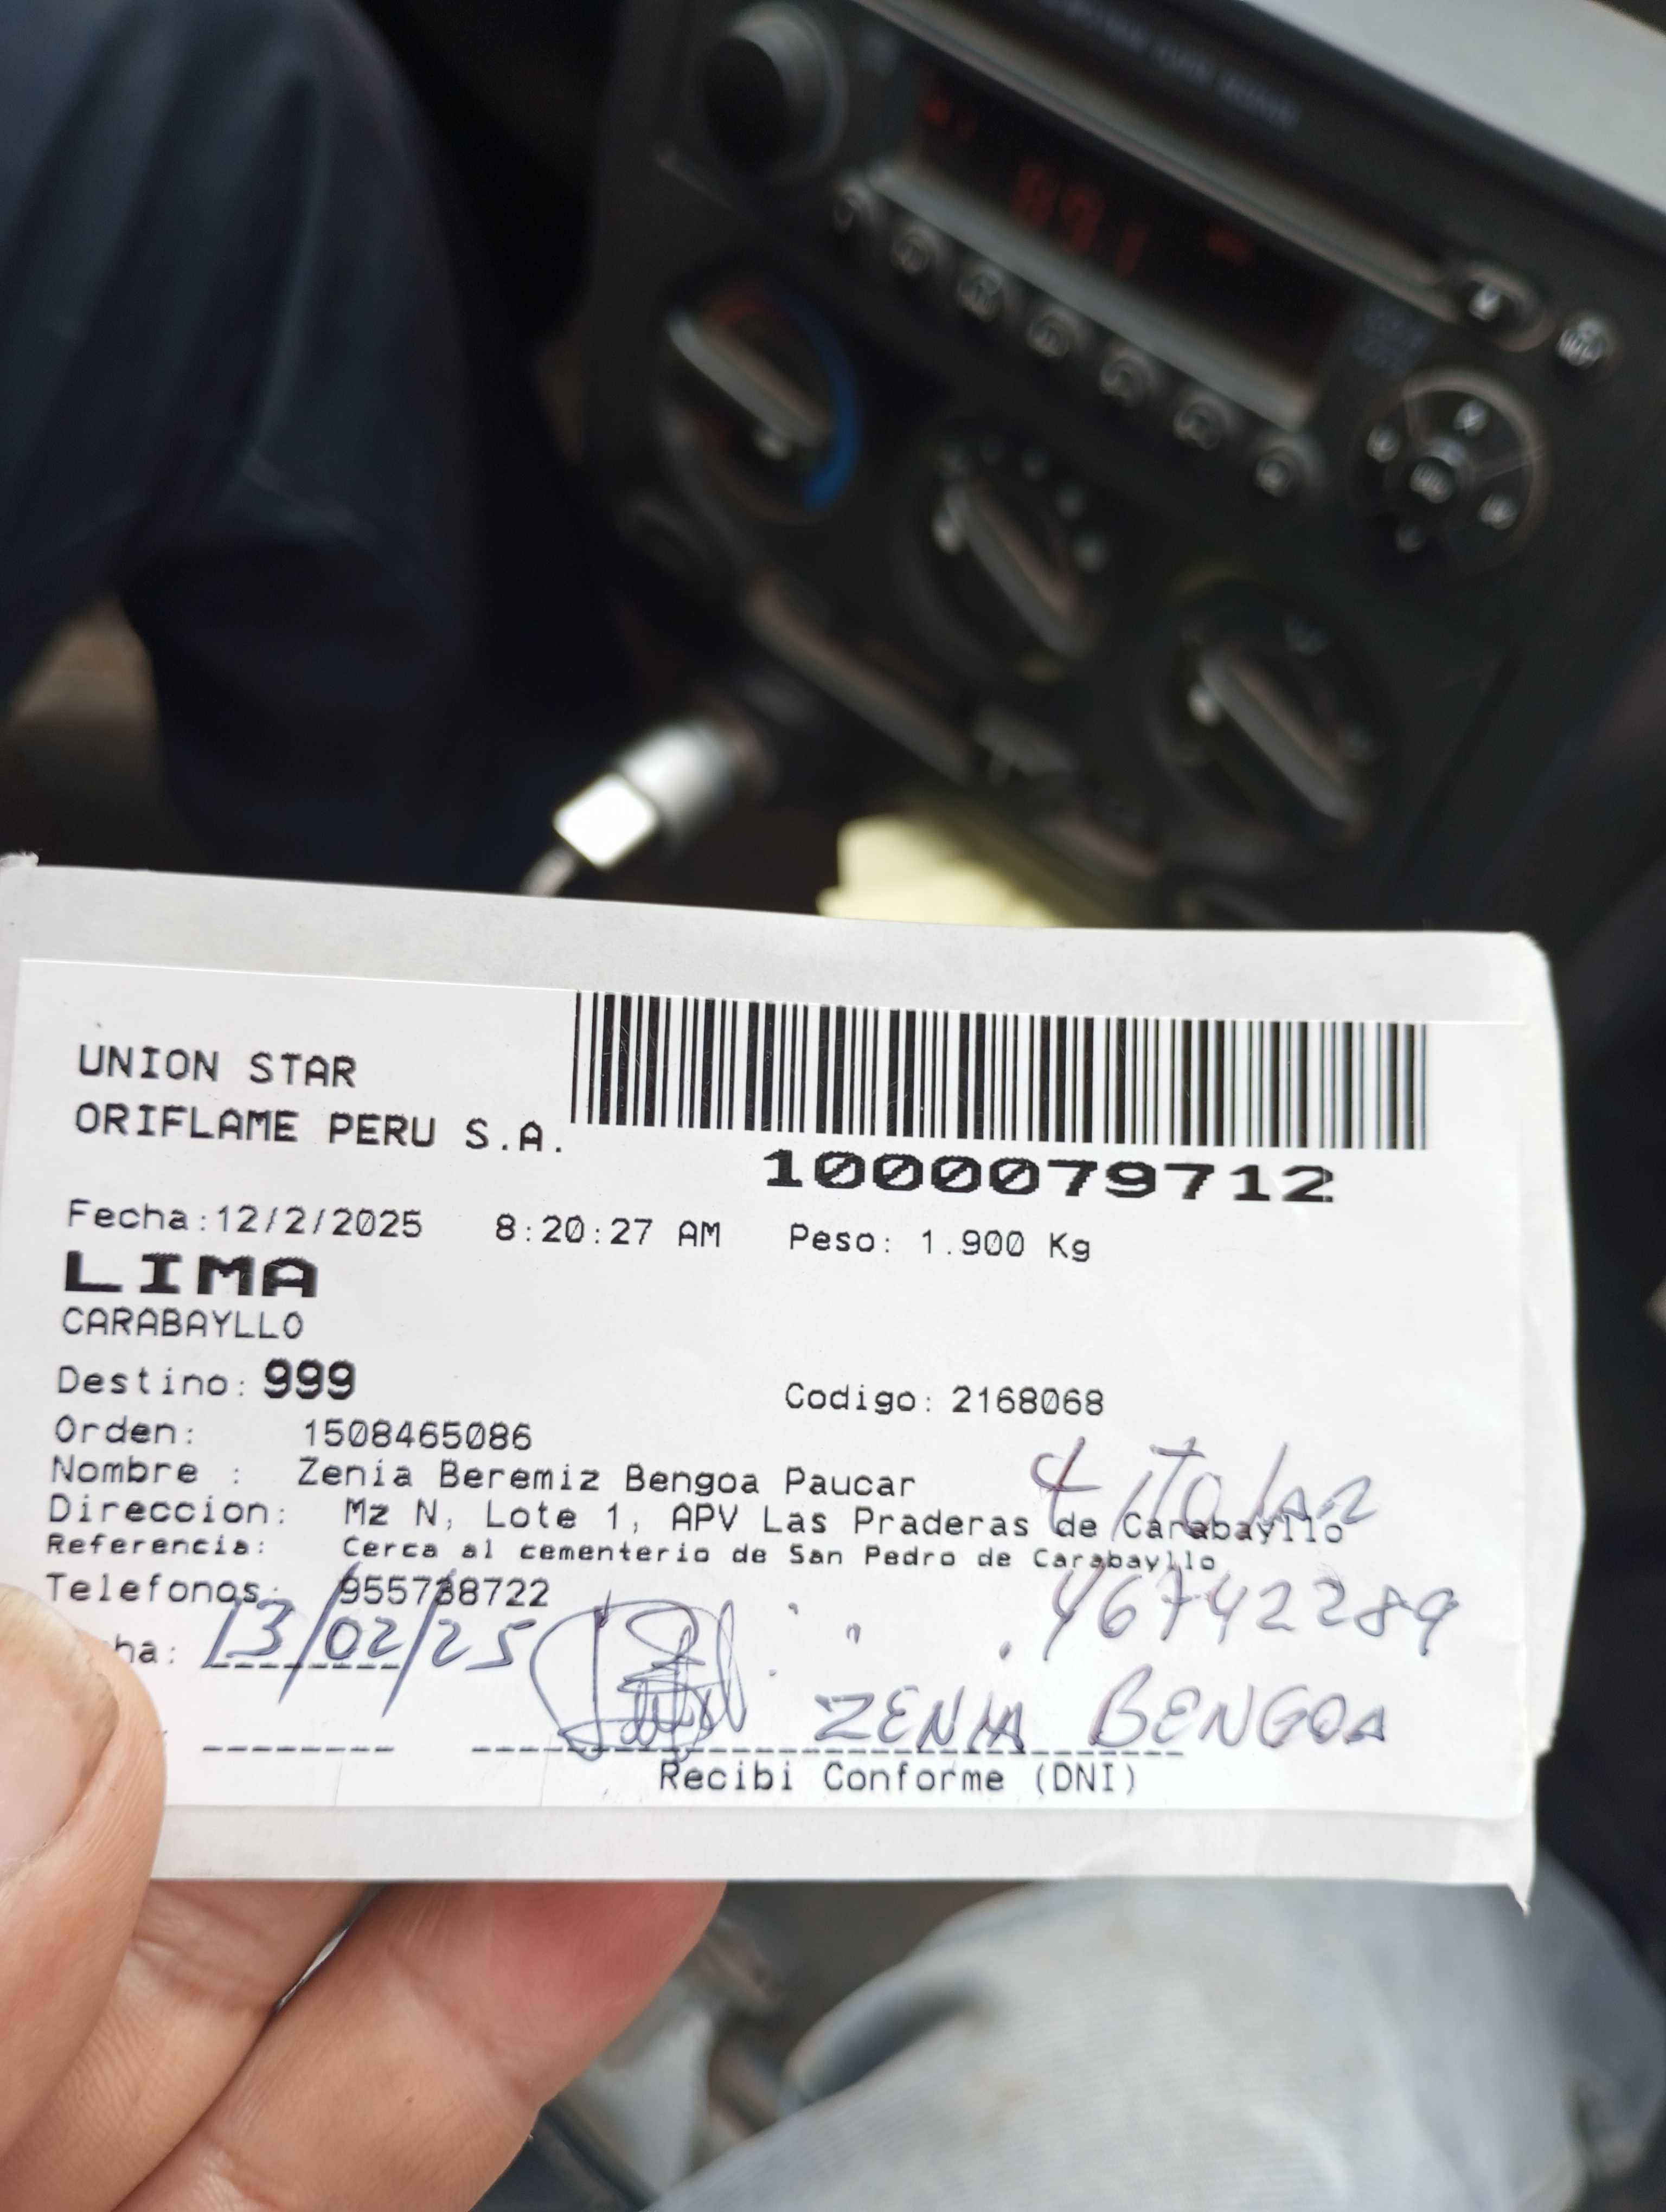 UNION STAR
ORIFLAME PERU S.A.
1000079712
Fecha:12/2/2025 8:20:27 AM Peso: 1.900 Kg
LIMA
CARABAYLLO
Destino: 999 Codigo: 2168068
Orden: 1508465086
Nombre : Zenia Beremiz Bengoa Paucar
titular
Direccion: Mz N, Lote 1, APV Las Praderas de Carabayllo
Referencia: Cerca al cementerio de San Pedro de Carabayllo
Telefonos: 955738722
46742289
ha: 13/02/25
ZENIA BENGOA
Recibi Conforme (DNI)